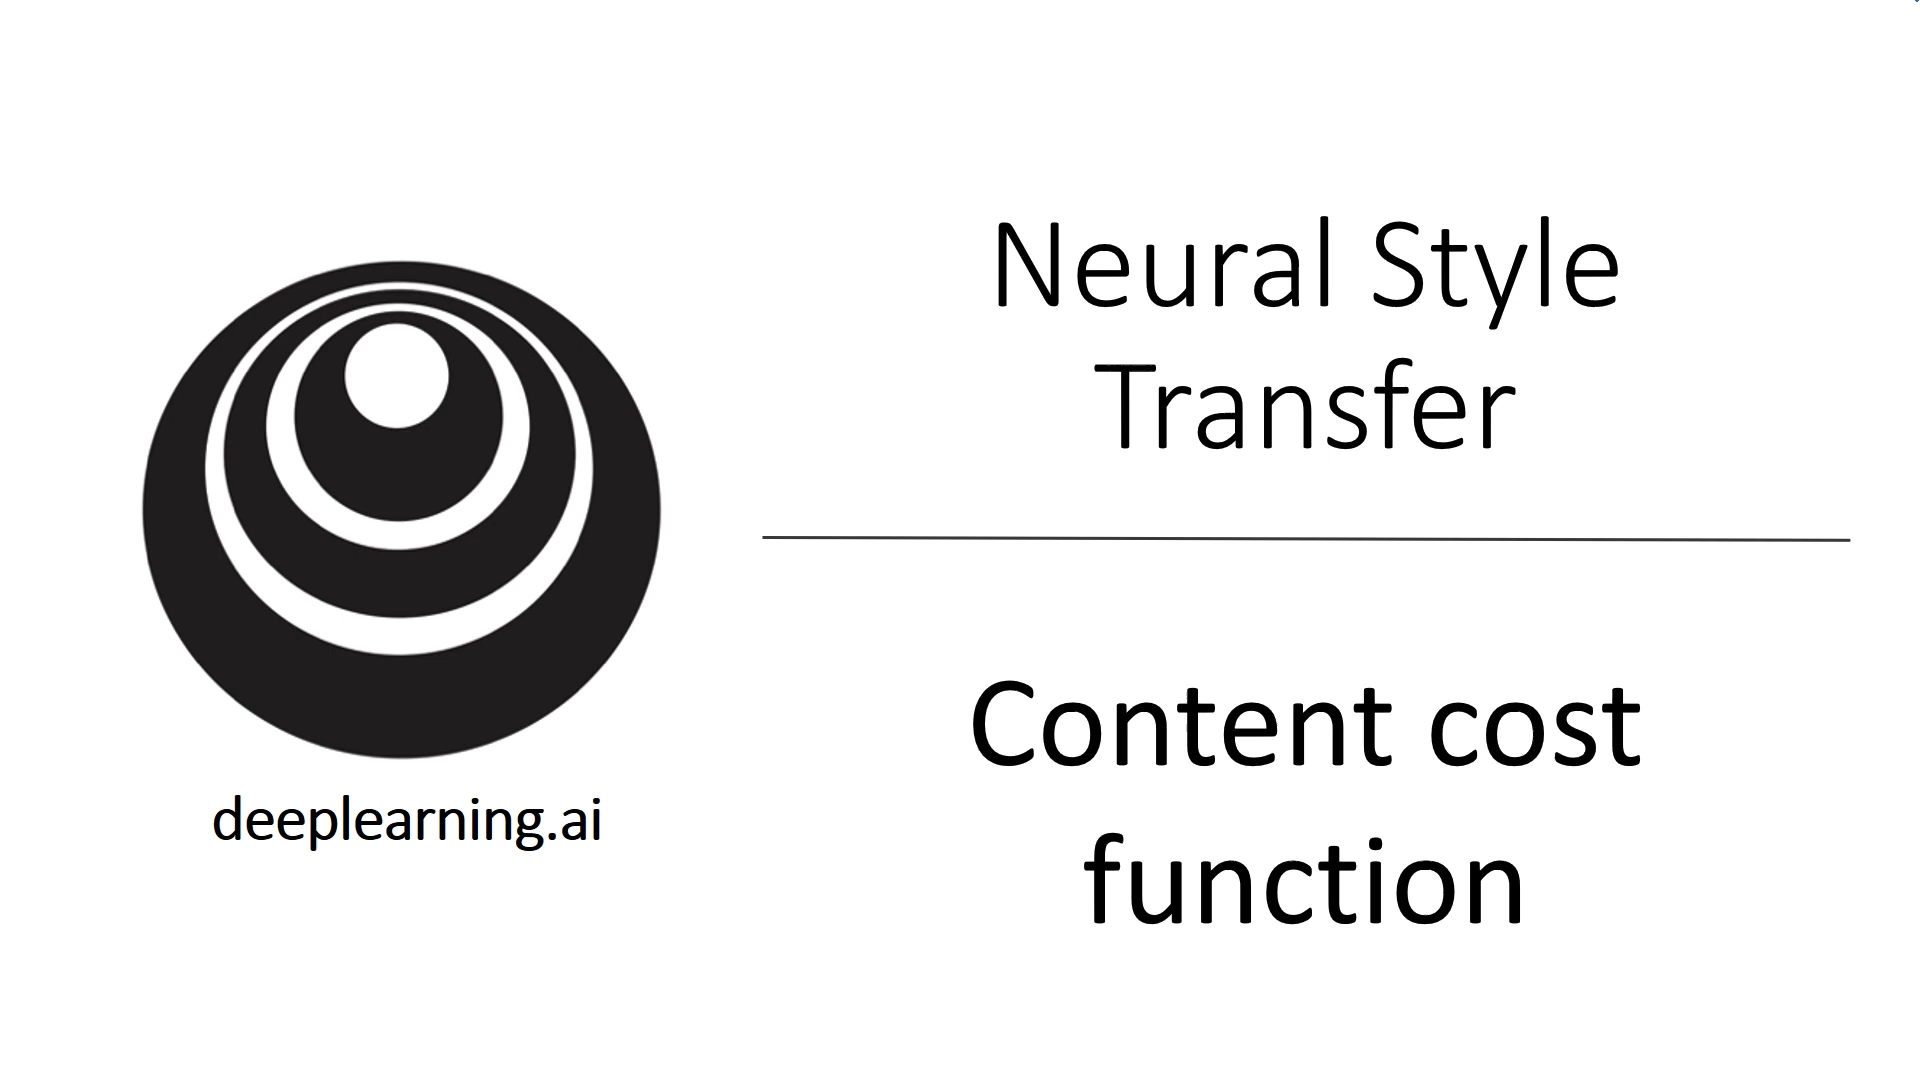 deeplearning.ai
Neural Style
Transfer
Content cost
function